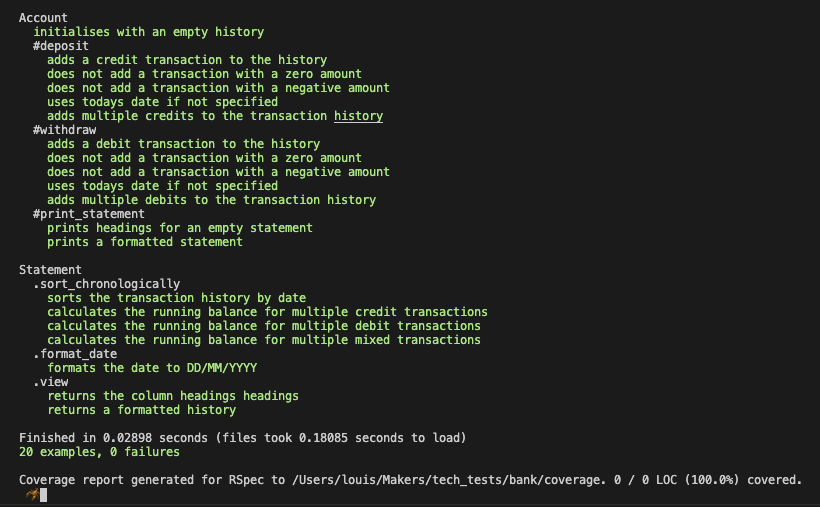 Account
initialises with an empty history
#deposit
adds a credit transaction to the history
does not add a transaction with a zero amount
does not add a transaction with a negative amount
uses todays date if not specified
adds multiple credits to the transaction history
#withdraw
adds a debit transaction to the history
does not add a transaction with a zero amount
does not add a transaction with a negative amount
uses todays date if not specified
adds multiple debits to the transaction history
#print_statement
prints headings for an empty statement
prints a formatted statement
Statement
.sort_chronologically
sorts the transaction history by date
calculates the running balance for multiple credit transactions
calculates the running balance for multiple debit transactions
calculates the running balance for multiple mixed transactions
.format_date
formats the date to DD/MM/YYYY
.view
returns the column headings headings
returns a formatted history
Finished in 0.02898 seconds (files took 0.18085 seconds to load)
20 examples, 0 failures
Coverage report generated for RSpec to /Users/louis/Makers/tech_tests/bank/coverage. 0 / 0 LOC (100.0%) covered.